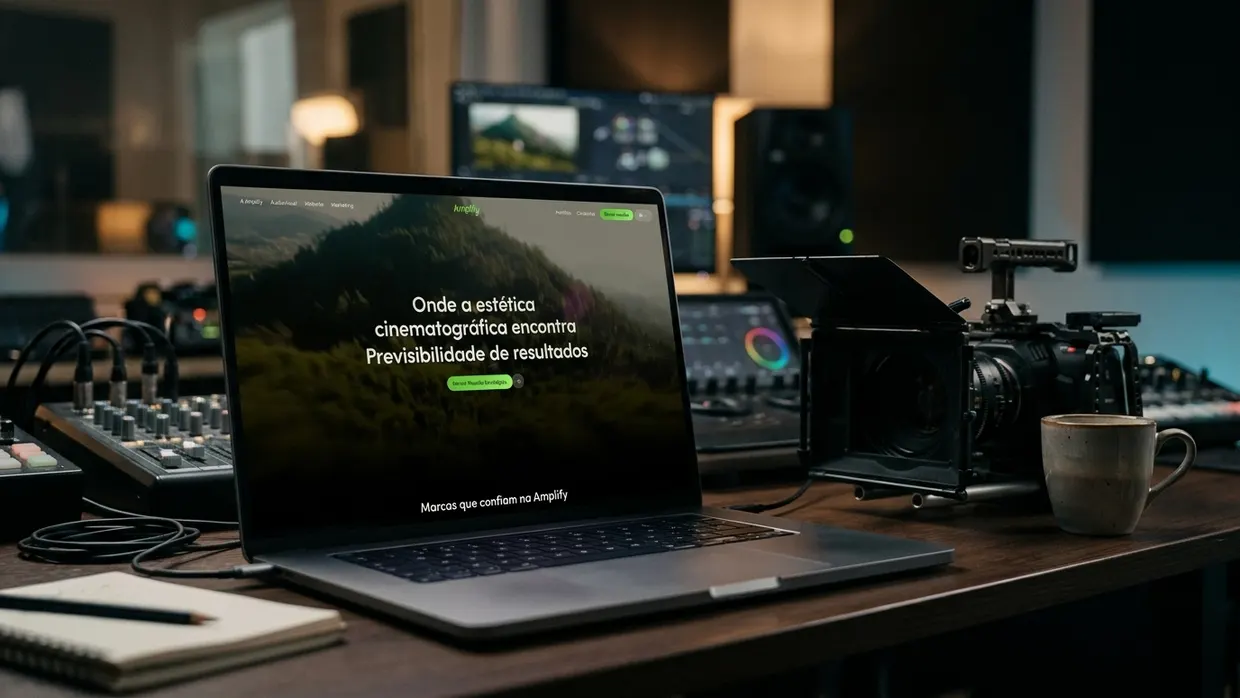 A Amplify Audiovisual Website Marketing
Amplify
Onde a estética
cinematográfica encontra
Previsibilidade de resultados
Marcas que confiam na Amplify